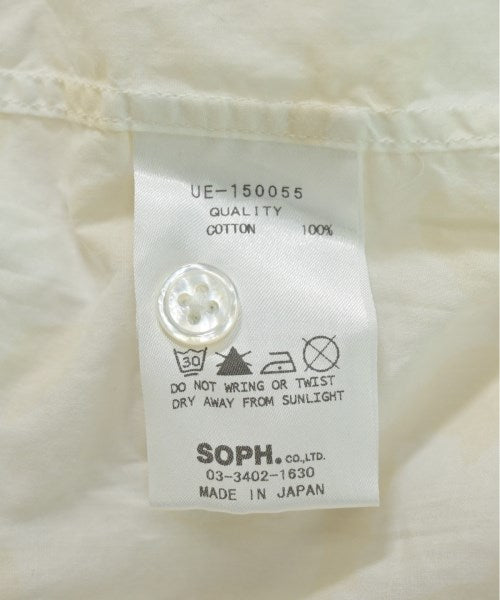 UE-150055
QUALITY
COTTON 100%
30
DO NOT WRING OR TWIST
DRY AWAY FROM SUNLIGHT
SOPH. CO.,LTD.
03-3402-1630
MADE IN JAPAN